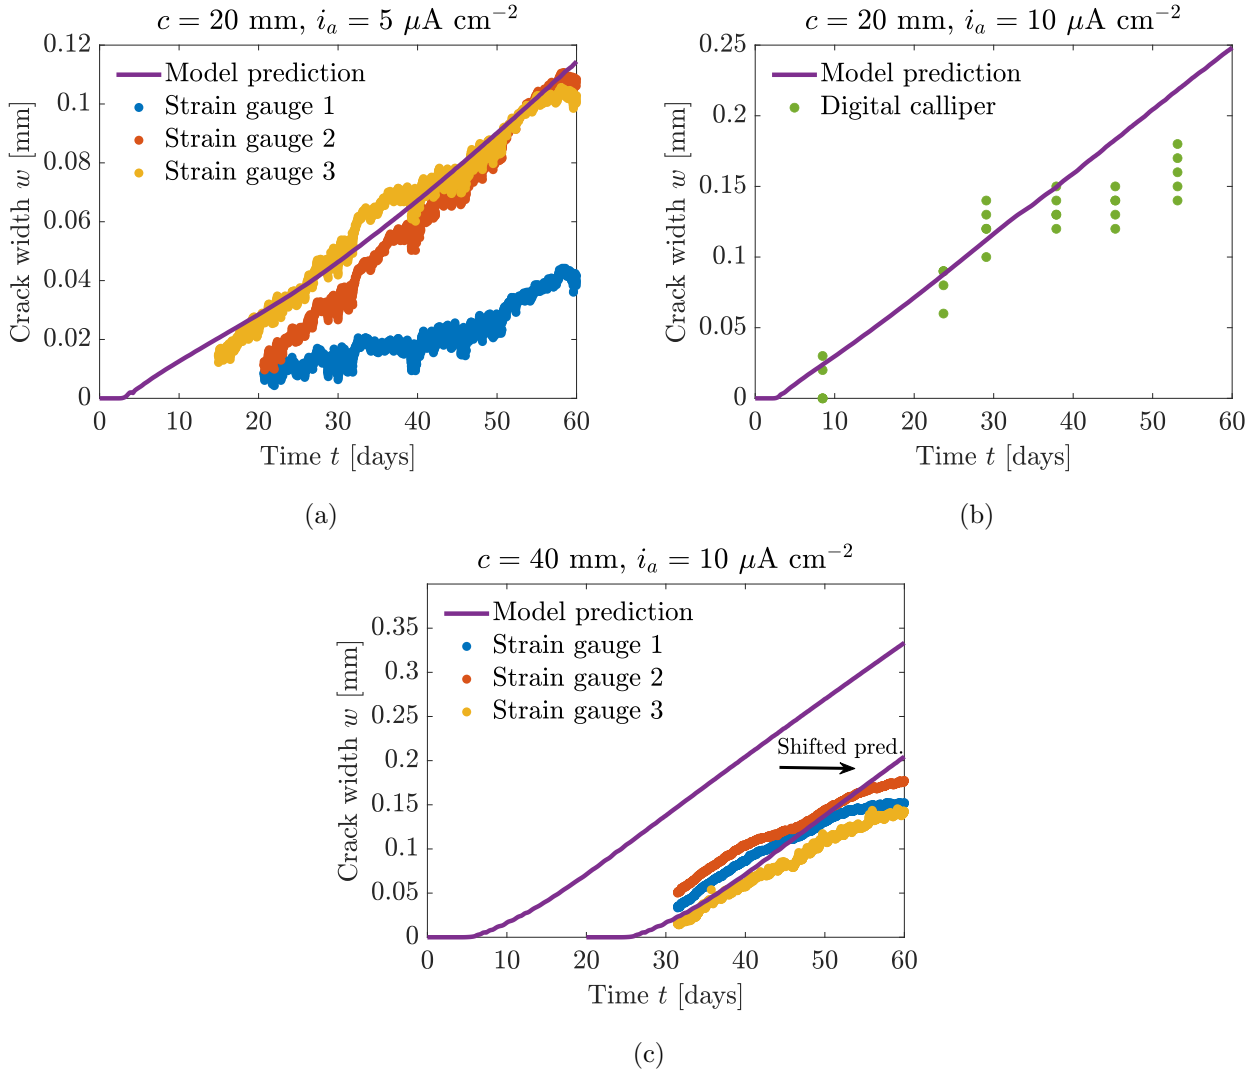 c = 20 mm, i_a = 5 μA cm⁻²
0.12
0.1
0.08
0.06
0.04
0.02
0
Crack width w [mm]
Model prediction
Strain gauge 1
Strain gauge 2
Strain gauge 3
0 10 20 30 40 50 60
Time t [days]
(a)
c = 20 mm, i_a = 10 μA cm⁻²
0.25
0.2
0.15
0.1
0.05
0
Crack width w [mm]
Model prediction
Digital calliper
0 10 20 30 40 50 60
Time t [days]
(b)
c = 40 mm, i_a = 10 μA cm⁻²
0.35
0.3
0.25
0.2
0.15
0.1
0.05
0
Crack width w [mm]
Model prediction
Strain gauge 1
Strain gauge 2
Strain gauge 3
Shifted pred.
0 10 20 30 40 50 60
Time t [days]
(c)